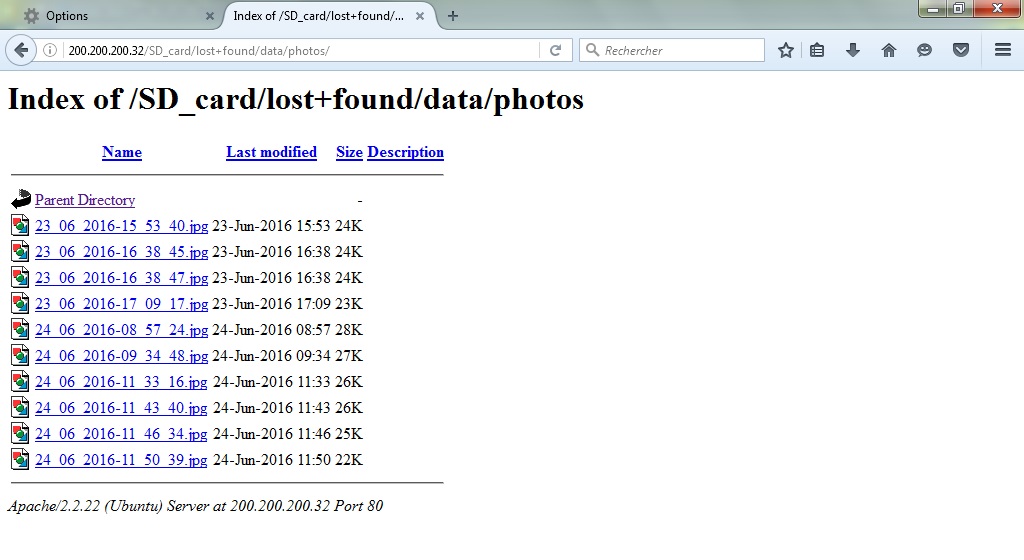 Options
Index of /SD_card/lost+found/...
200.200.200.32/SD_card/lost+found/data/photos/
Rechercher
Index of /SD_card/lost+found/data/photos
Name Last modified Size Description
Parent Directory -
23_06_2016-15_53_40.jpg 23-Jun-2016 15:53 24K
23_06_2016-16_38_45.jpg 23-Jun-2016 16:38 24K
23_06_2016-16_38_47.jpg 23-Jun-2016 16:38 24K
23_06_2016-17_09_17.jpg 23-Jun-2016 17:09 23K
24_06_2016-08_57_24.jpg 24-Jun-2016 08:57 28K
24_06_2016-09_34_48.jpg 24-Jun-2016 09:34 27K
24_06_2016-11_33_16.jpg 24-Jun-2016 11:33 26K
24_06_2016-11_43_40.jpg 24-Jun-2016 11:43 26K
24_06_2016-11_46_34.jpg 24-Jun-2016 11:46 25K
24_06_2016-11_50_39.jpg 24-Jun-2016 11:50 22K
Apache/2.2.22 (Ubuntu) Server at 200.200.200.32 Port 80